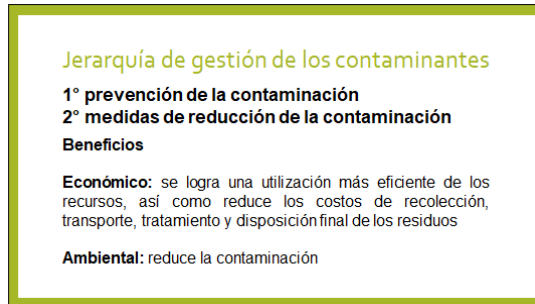 Jerarquía de gestión de los contaminantes
1° prevención de la contaminación
2° medidas de reducción de la contaminación
Beneficios
Económico: se logra una utilización más eficiente de los
recursos, así como reduce los costos de recolección,
transporte, tratamiento y disposición final de los residuos
Ambiental: reduce la contaminación